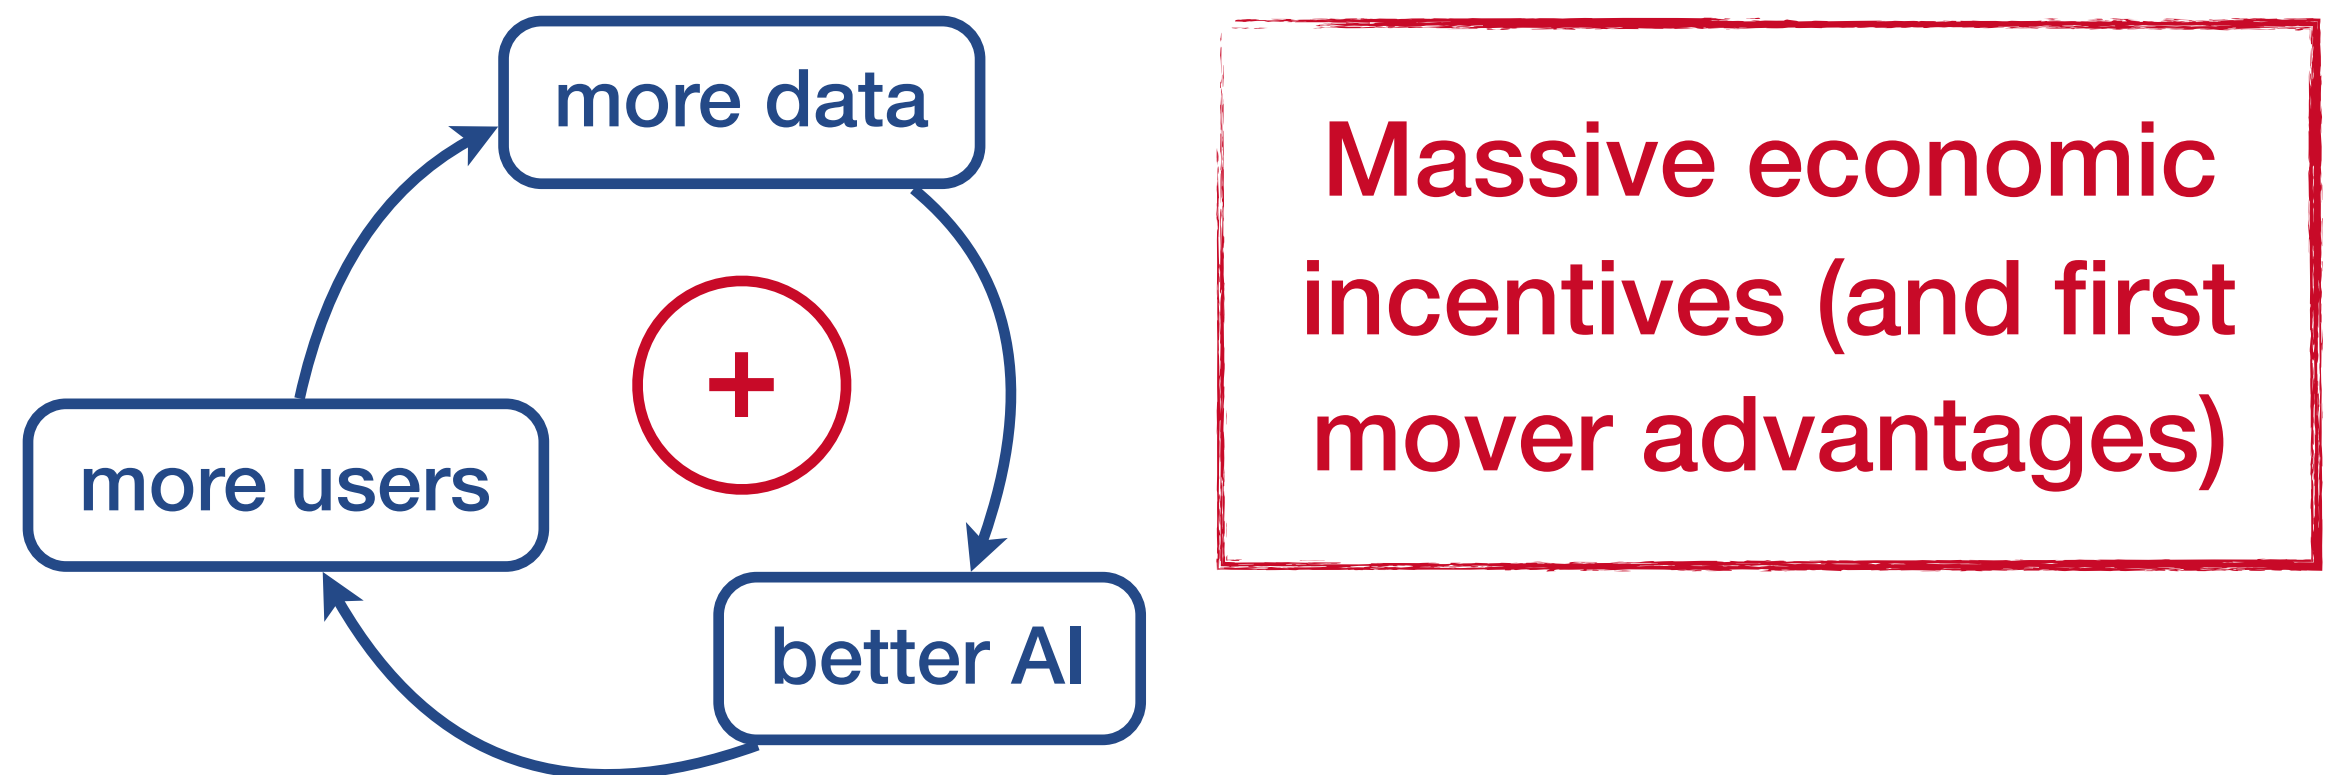 more data
+
more users
better AI
Massive economic
incentives (and first
mover advantages)